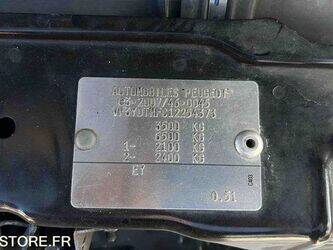 AUTOMOBILES "PEUGEOT"
e3*2007/46*0045
3500 KG
6500 KG
1- 2100 KG
2- 2400 KG
EY
0.51
STORE.FR